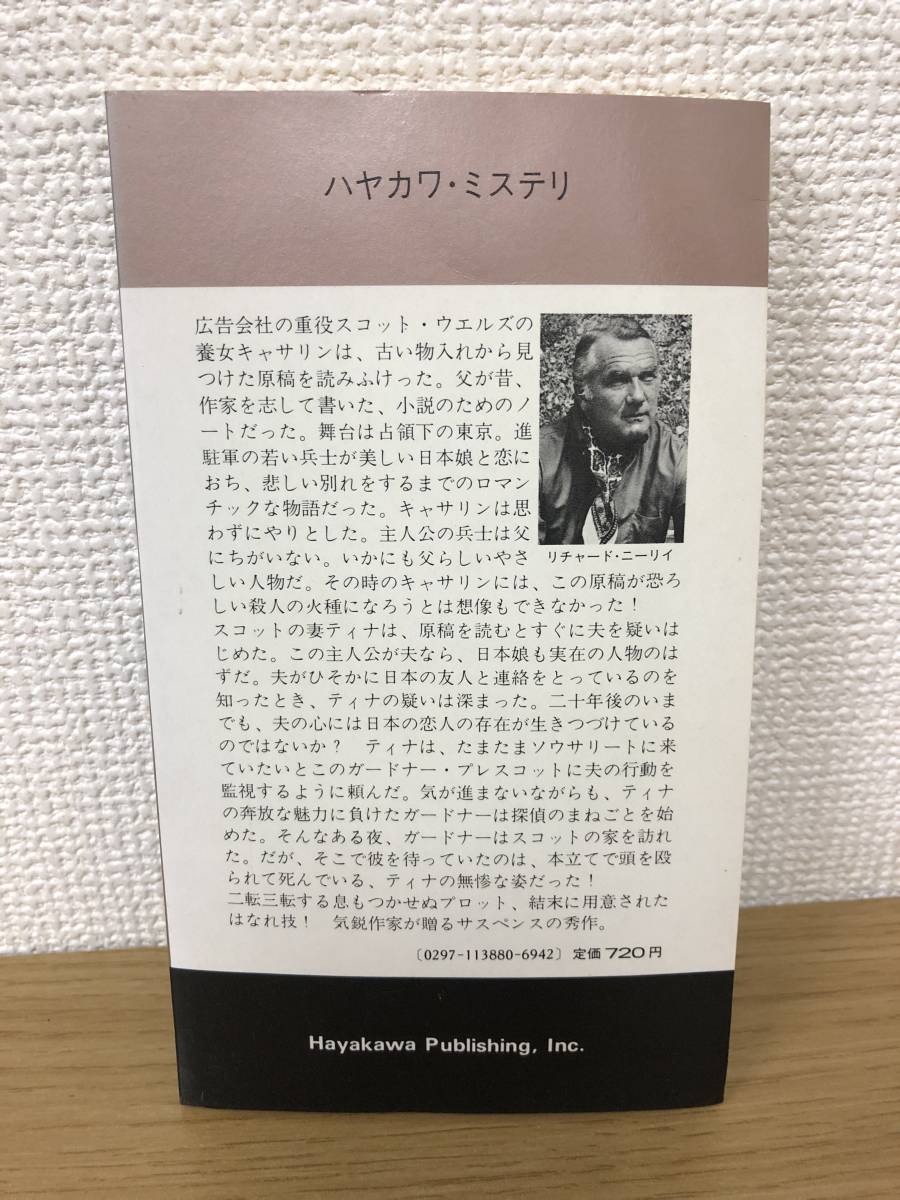 ハヤカワ・ミステリ
広告会社の重役スコット・ウエルズの
養女キャサリンは、古い物入れから見
つけた原稿を読みふけった。父が昔、
作家を志して書いた、小説のためのノ
ートだった。舞台は占領下の東京。進
駐軍の若い兵士が美しい日本娘と恋に
おち、悲しい別れをするまでのロマン
チックな物語だった。キャサリンは思
わずにやりとした。主人公の兵士は父
にちがいない。いかにも父らしいやさ
しい人物だ。その時のキャサリンには、この原稿が恐ろ
しい殺人の火種になろうとは想像もできなかった！
リチャード・ニーリイ
スコットの妻ティナは、原稿を読むとすぐに夫を疑いは
じめた。この主人公が夫なら、日本娘も実在の人物のは
ずだ。夫がひそかに日本の友人と連絡をとっているのを
知ったとき、ティナの疑いは深まった。二十年後のいま
でも、夫の心には日本の恋人の存在が生きつづけている
のではないか？　ティナは、たまたまソウサリートに来
ていたいとこのガードナー・プレスコットに夫の行動を
監視するように頼んだ。気が進まないながらも、ティナ
の奔放な魅力に負けたガードナーは探偵のまねごとを始
めた。そんなある夜、ガードナーはスコットの家を訪れ
た。だが、そこで彼を待っていたのは、本立てで頭を殴
られて死んでいる、ティナの無惨な姿だった！
二転三転する息もつかせぬプロット、結末に用意された
はなれ技！　気鋭作家が贈るサスペンスの秀作。
〔0297-113880-6942〕 定価 720円
Hayakawa Publishing, Inc.